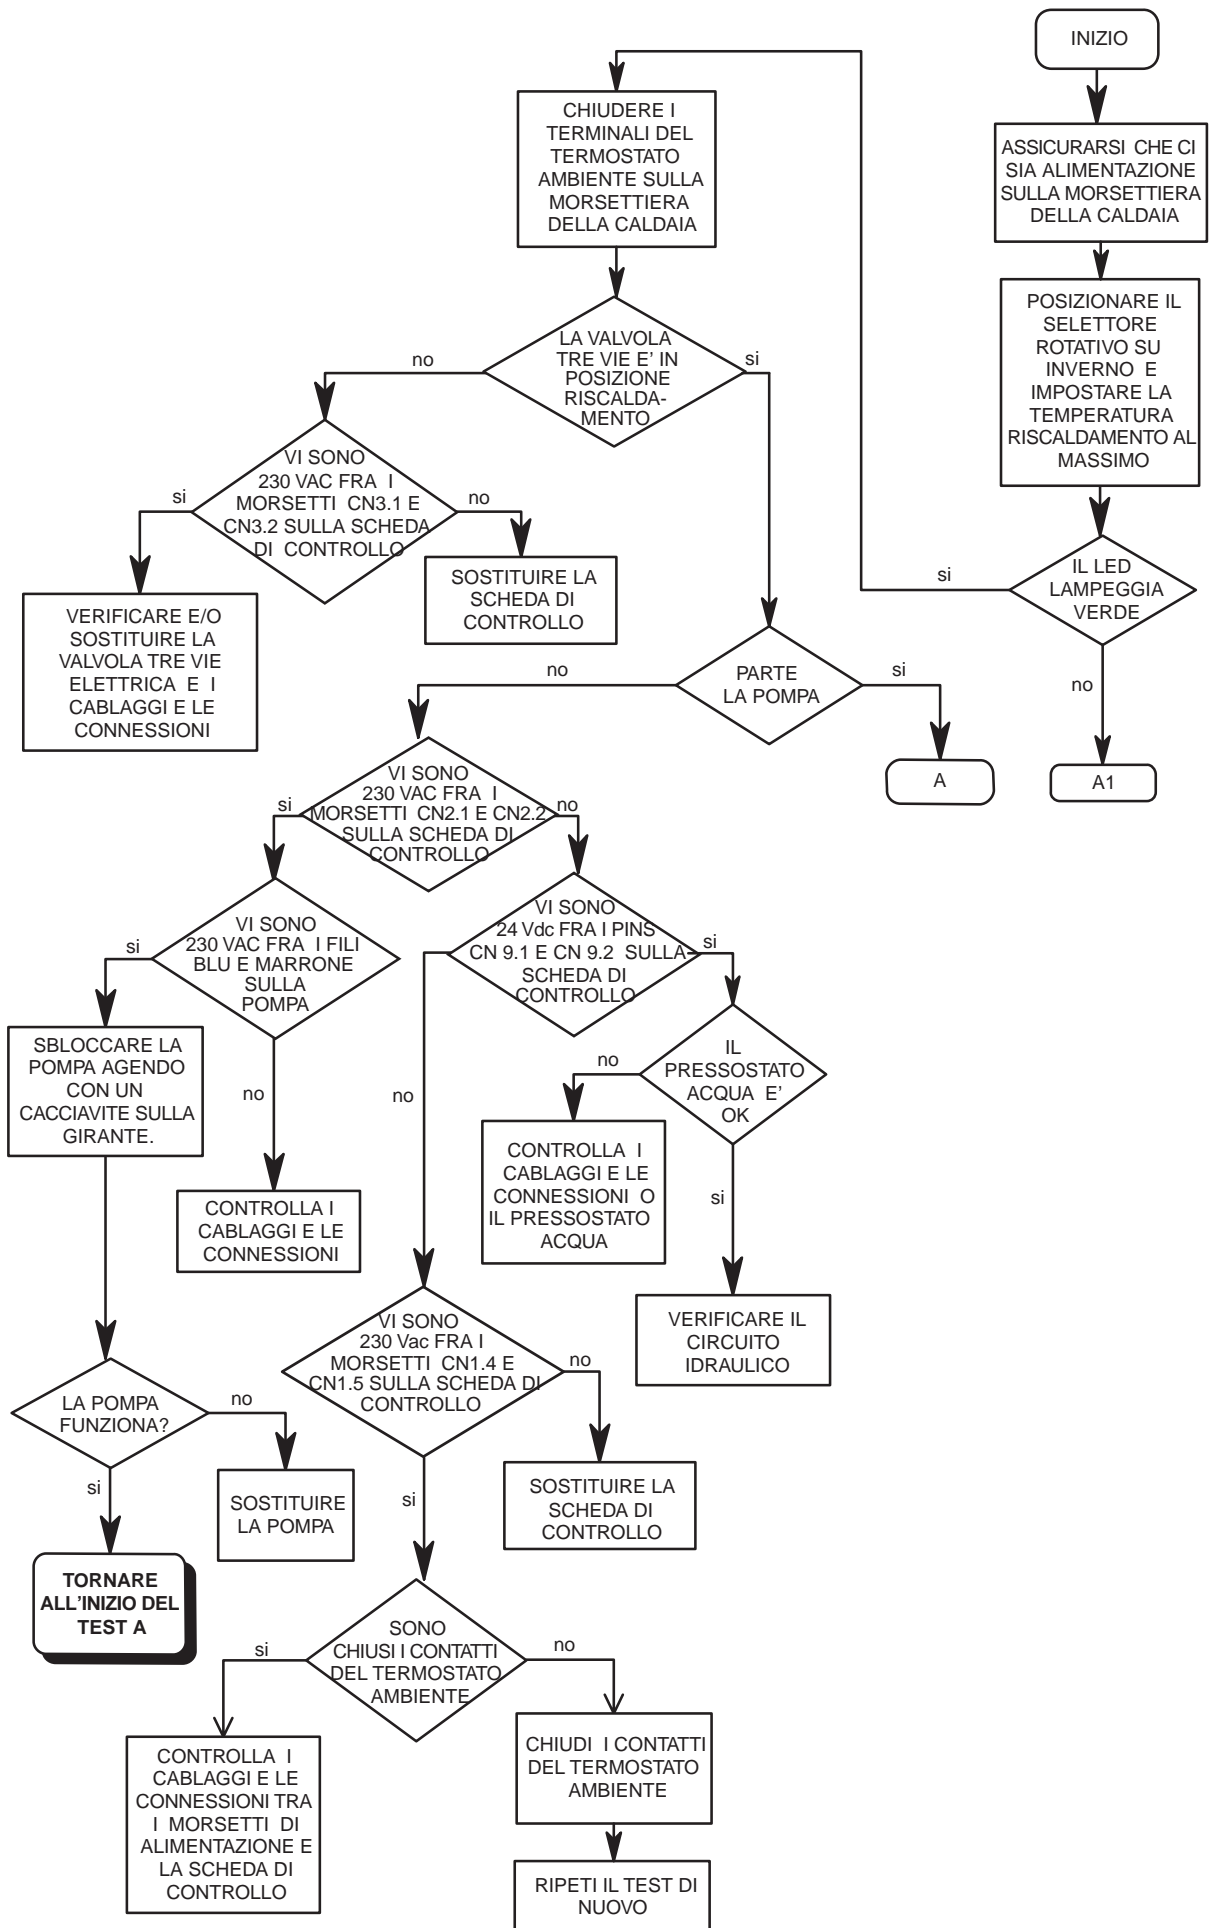 INIZIO
ASSICURARSI CHE CI
SIA ALIMENTAZIONE
SULLA MORSETTIERA
DELLA CALDAIA
POSIZIONARE IL
SELETTORE
ROTATIVO SU
INVERNO E
IMPOSTARE LA
TEMPERATURA
RISCALDAMENTO AL
MASSIMO
IL LED
LAMPEGGIA
VERDE
si
no
A1
CHIUDERE I
TERMINALI DEL
TERMOSTATO
AMBIENTE SULLA
MORSETTIERA
DELLA CALDAIA
LA VALVOLA
TRE VIE E' IN
POSIZIONE
RISCALDA-
MENTO
no
si
VI SONO
230 VAC FRA I
MORSETTI CN3.1 E
CN3.2 SULLA SCHEDA
DI CONTROLLO
si
no
VERIFICARE E/O
SOSTITUIRE LA
VALVOLA TRE VIE
ELETTRICA E I
CABLAGGI E LE
CONNESSIONI
SOSTITUIRE LA
SCHEDA DI
CONTROLLO
PARTE
LA POMPA
no
si
A
VI SONO
230 VAC FRA I
MORSETTI CN2.1 E CN2.2
SULLA SCHEDA DI
CONTROLLO
si
no
VI SONO
230 VAC FRA I FILI
BLU E MARRONE
SULLA
POMPA
si
no
SBLOCCARE LA
POMPA AGENDO
CON UN
CACCIAVITE SULLA
GIRANTE.
CONTROLLA I
CABLAGGI E LE
CONNESSIONI
VI SONO
24 Vdc FRA I PINS
CN 9.1 E CN 9.2 SULLA
SCHEDA DI
CONTROLLO
no
si
IL
PRESSOSTATO
ACQUA E'
OK
no
si
CONTROLLA I
CABLAGGI E LE
CONNESSIONI O
IL PRESSOSTATO
ACQUA
VERIFICARE IL
CIRCUITO
IDRAULICO
VI SONO
230 Vac FRA I
MORSETTI CN1.4 E
CN1.5 SULLA SCHEDA DI
CONTROLLO
no
si
SOSTITUIRE LA
SCHEDA DI
CONTROLLO
LA POMPA
FUNZIONA?
no
si
SOSTITUIRE
LA POMPA
TORNARE
ALL'INIZIO DEL
TEST A
SONO
CHIUSI I CONTATTI
DEL TERMOSTATO
AMBIENTE
si
no
CONTROLLA I
CABLAGGI E LE
CONNESSIONI TRA
I MORSETTI DI
ALIMENTAZIONE E
LA SCHEDA DI
CONTROLLO
CHIUDI I CONTATTI
DEL TERMOSTATO
AMBIENTE
RIPETI IL TEST DI
NUOVO